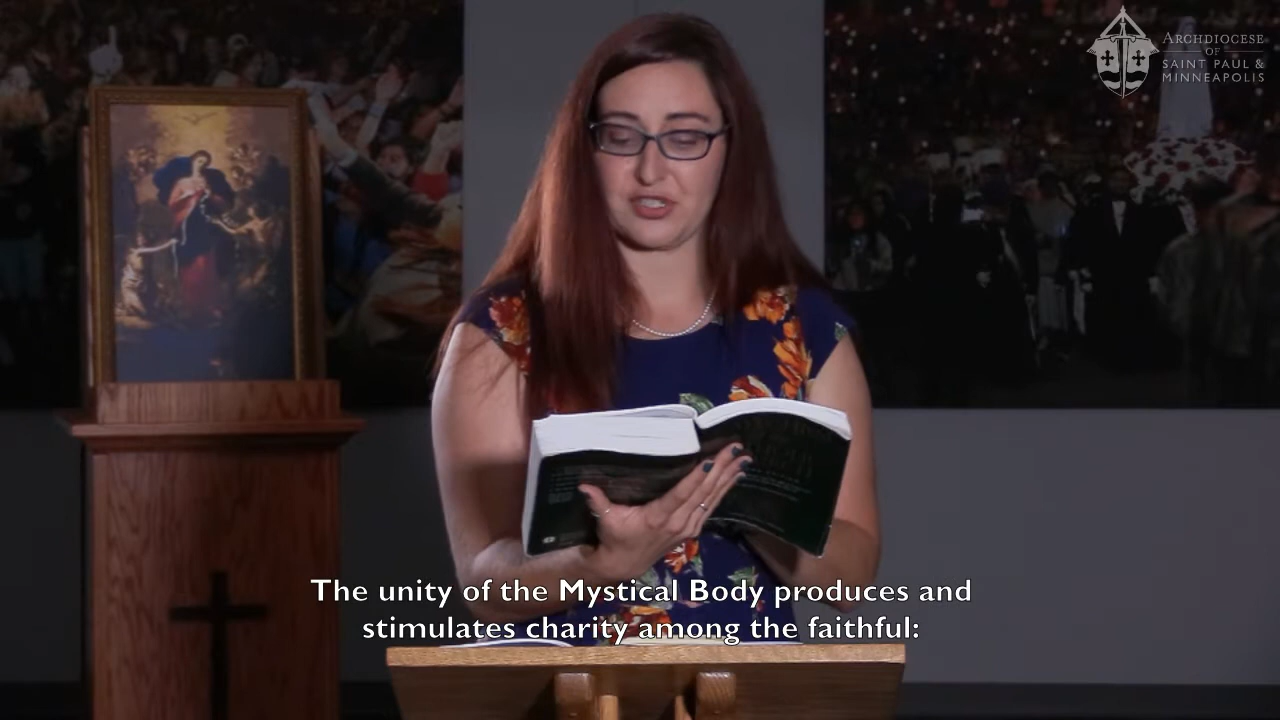 ARCHDIOCESE
OF
SAINT PAUL &
MINNEAPOLIS
The unity of the Mystical Body produces and
stimulates charity among the faithful: